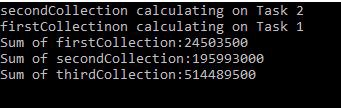 secondCollection calculating on Task 2
firstCollectinon calculating on Task 1
Sum of firstCollection:24503500
Sum of secondCollection:195993000
Sum of thirdCollection:514489500